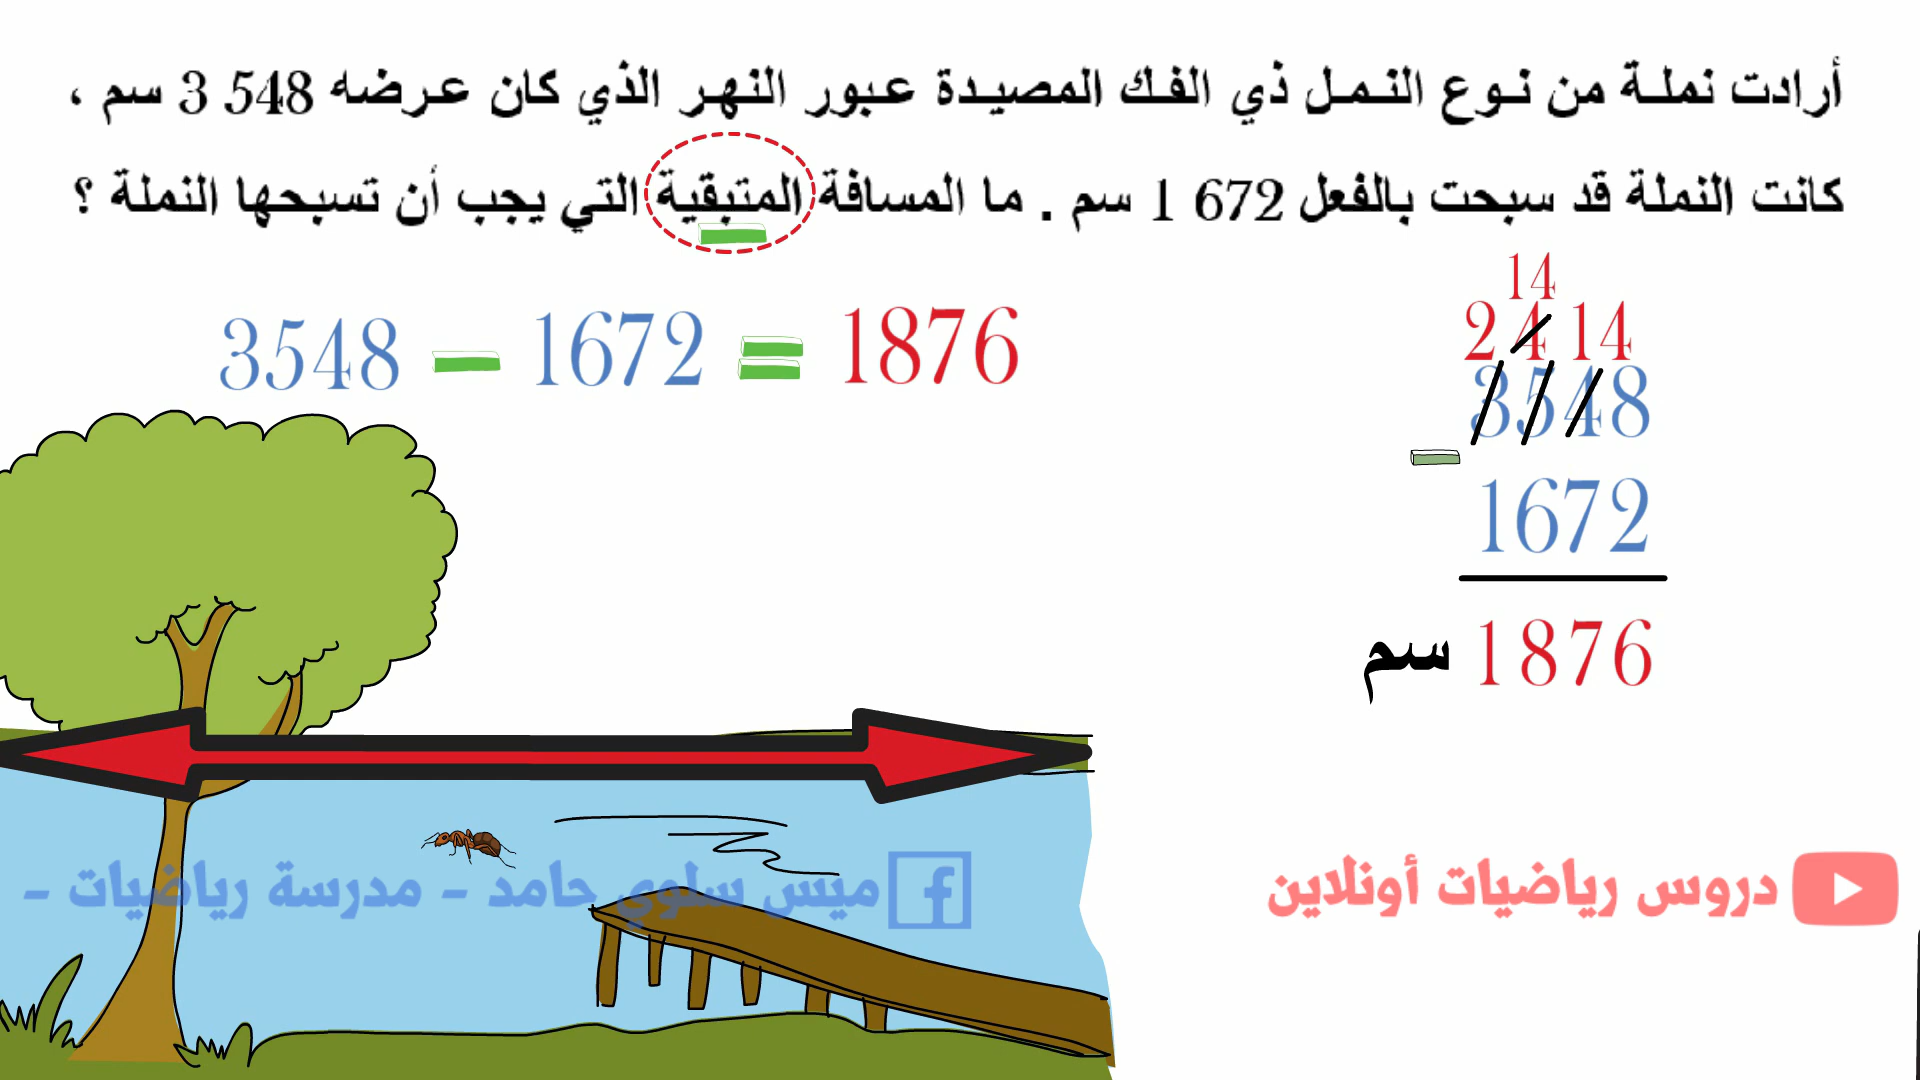 أرادت نملة من نوع النمل ذي الفك المصيدة عبور النهر الذي كان عرضه 548 3 سم ،
كانت النملة قد سبحت بالفعل 672 1 سم . ما المسافة المتبقية التي يجب أن تسبحها النملة ؟
3548 - 1672 = 1876
14
2 4 14
3548
-
1672
1876 سم
ميس سلوي حامد - مدرسة رياضيات -
دروس رياضيات أونلاين